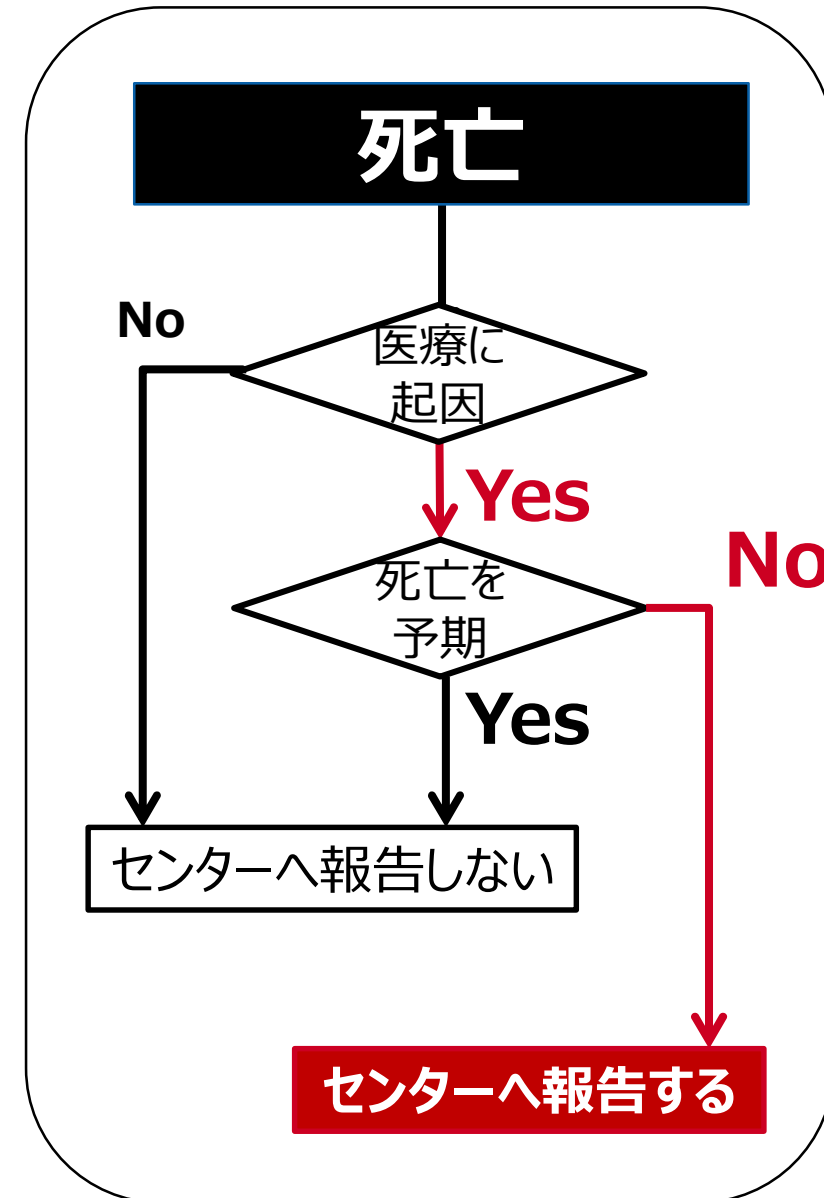 死亡
No
医療に
起因
Yes
No
死亡を
予期
Yes
センターへ報告しない
センターへ報告する